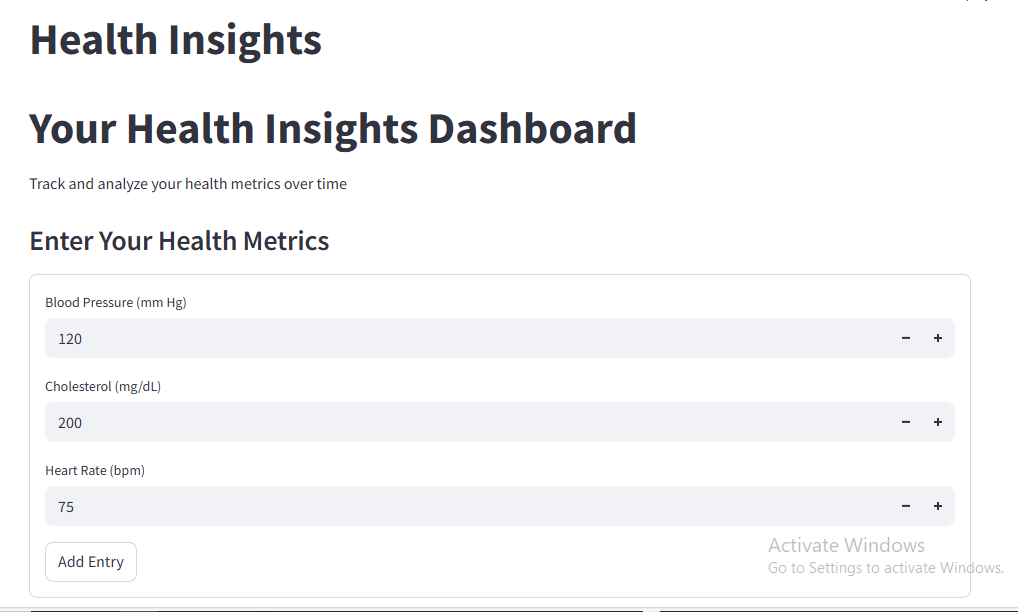 Health Insights
Your Health Insights Dashboard
Track and analyze your health metrics over time
Enter Your Health Metrics
Blood Pressure (mm Hg)
120
Cholesterol (mg/dL)
200
Heart Rate (bpm)
75
Add Entry
Activate Windows
Go to Settings to activate Windows.